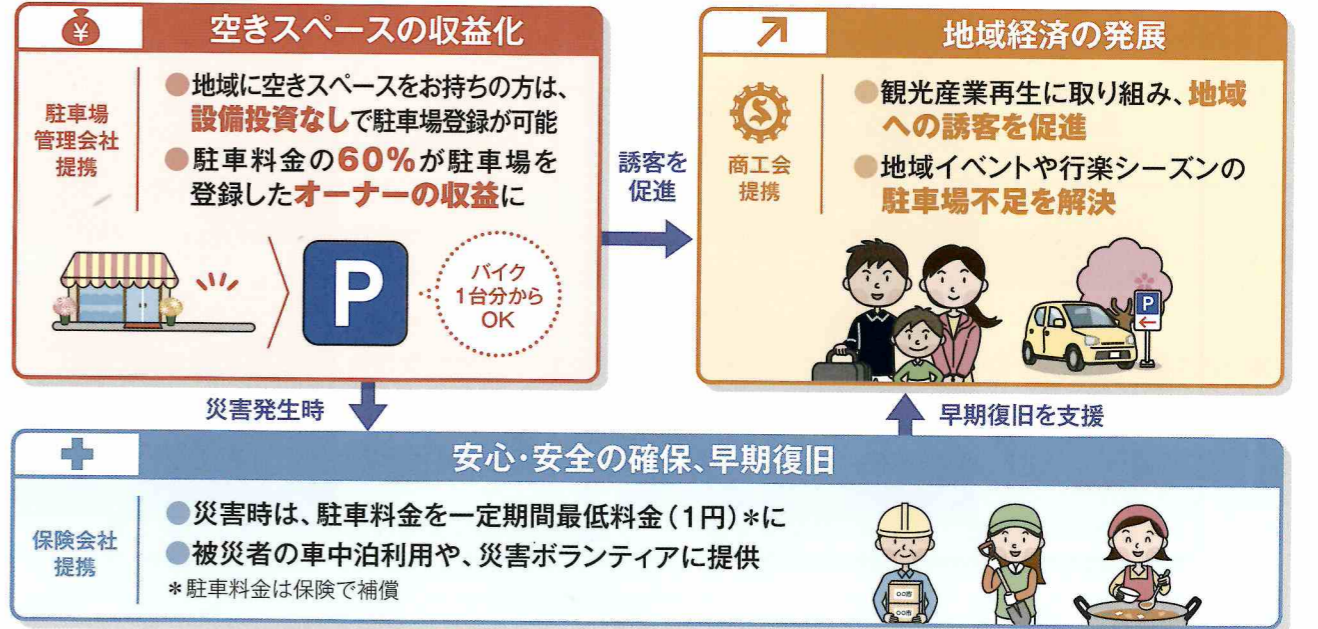 空きスペースの収益化
駐車場
管理会社
提携
●地域に空きスペースをお持ちの方は、
設備投資なしで駐車場登録が可能
●駐車料金の60%が駐車場を
登録したオーナーの収益に
P
バイク
1台分から
OK
誘客を
促進
地域経済の発展
S
商工会
提携
●観光産業再生に取り組み、地域
への誘客を促進
●地域イベントや行楽シーズンの
駐車場不足を解決
P
災害発生時
早期復旧を支援
安心・安全の確保、早期復旧
保険会社
提携
●災害時は、駐車料金を一定期間最低料金(1円)*に
●被災者の車中泊利用や、災害ボランティアに提供
*駐車料金は保険で補償
○○市
○○市